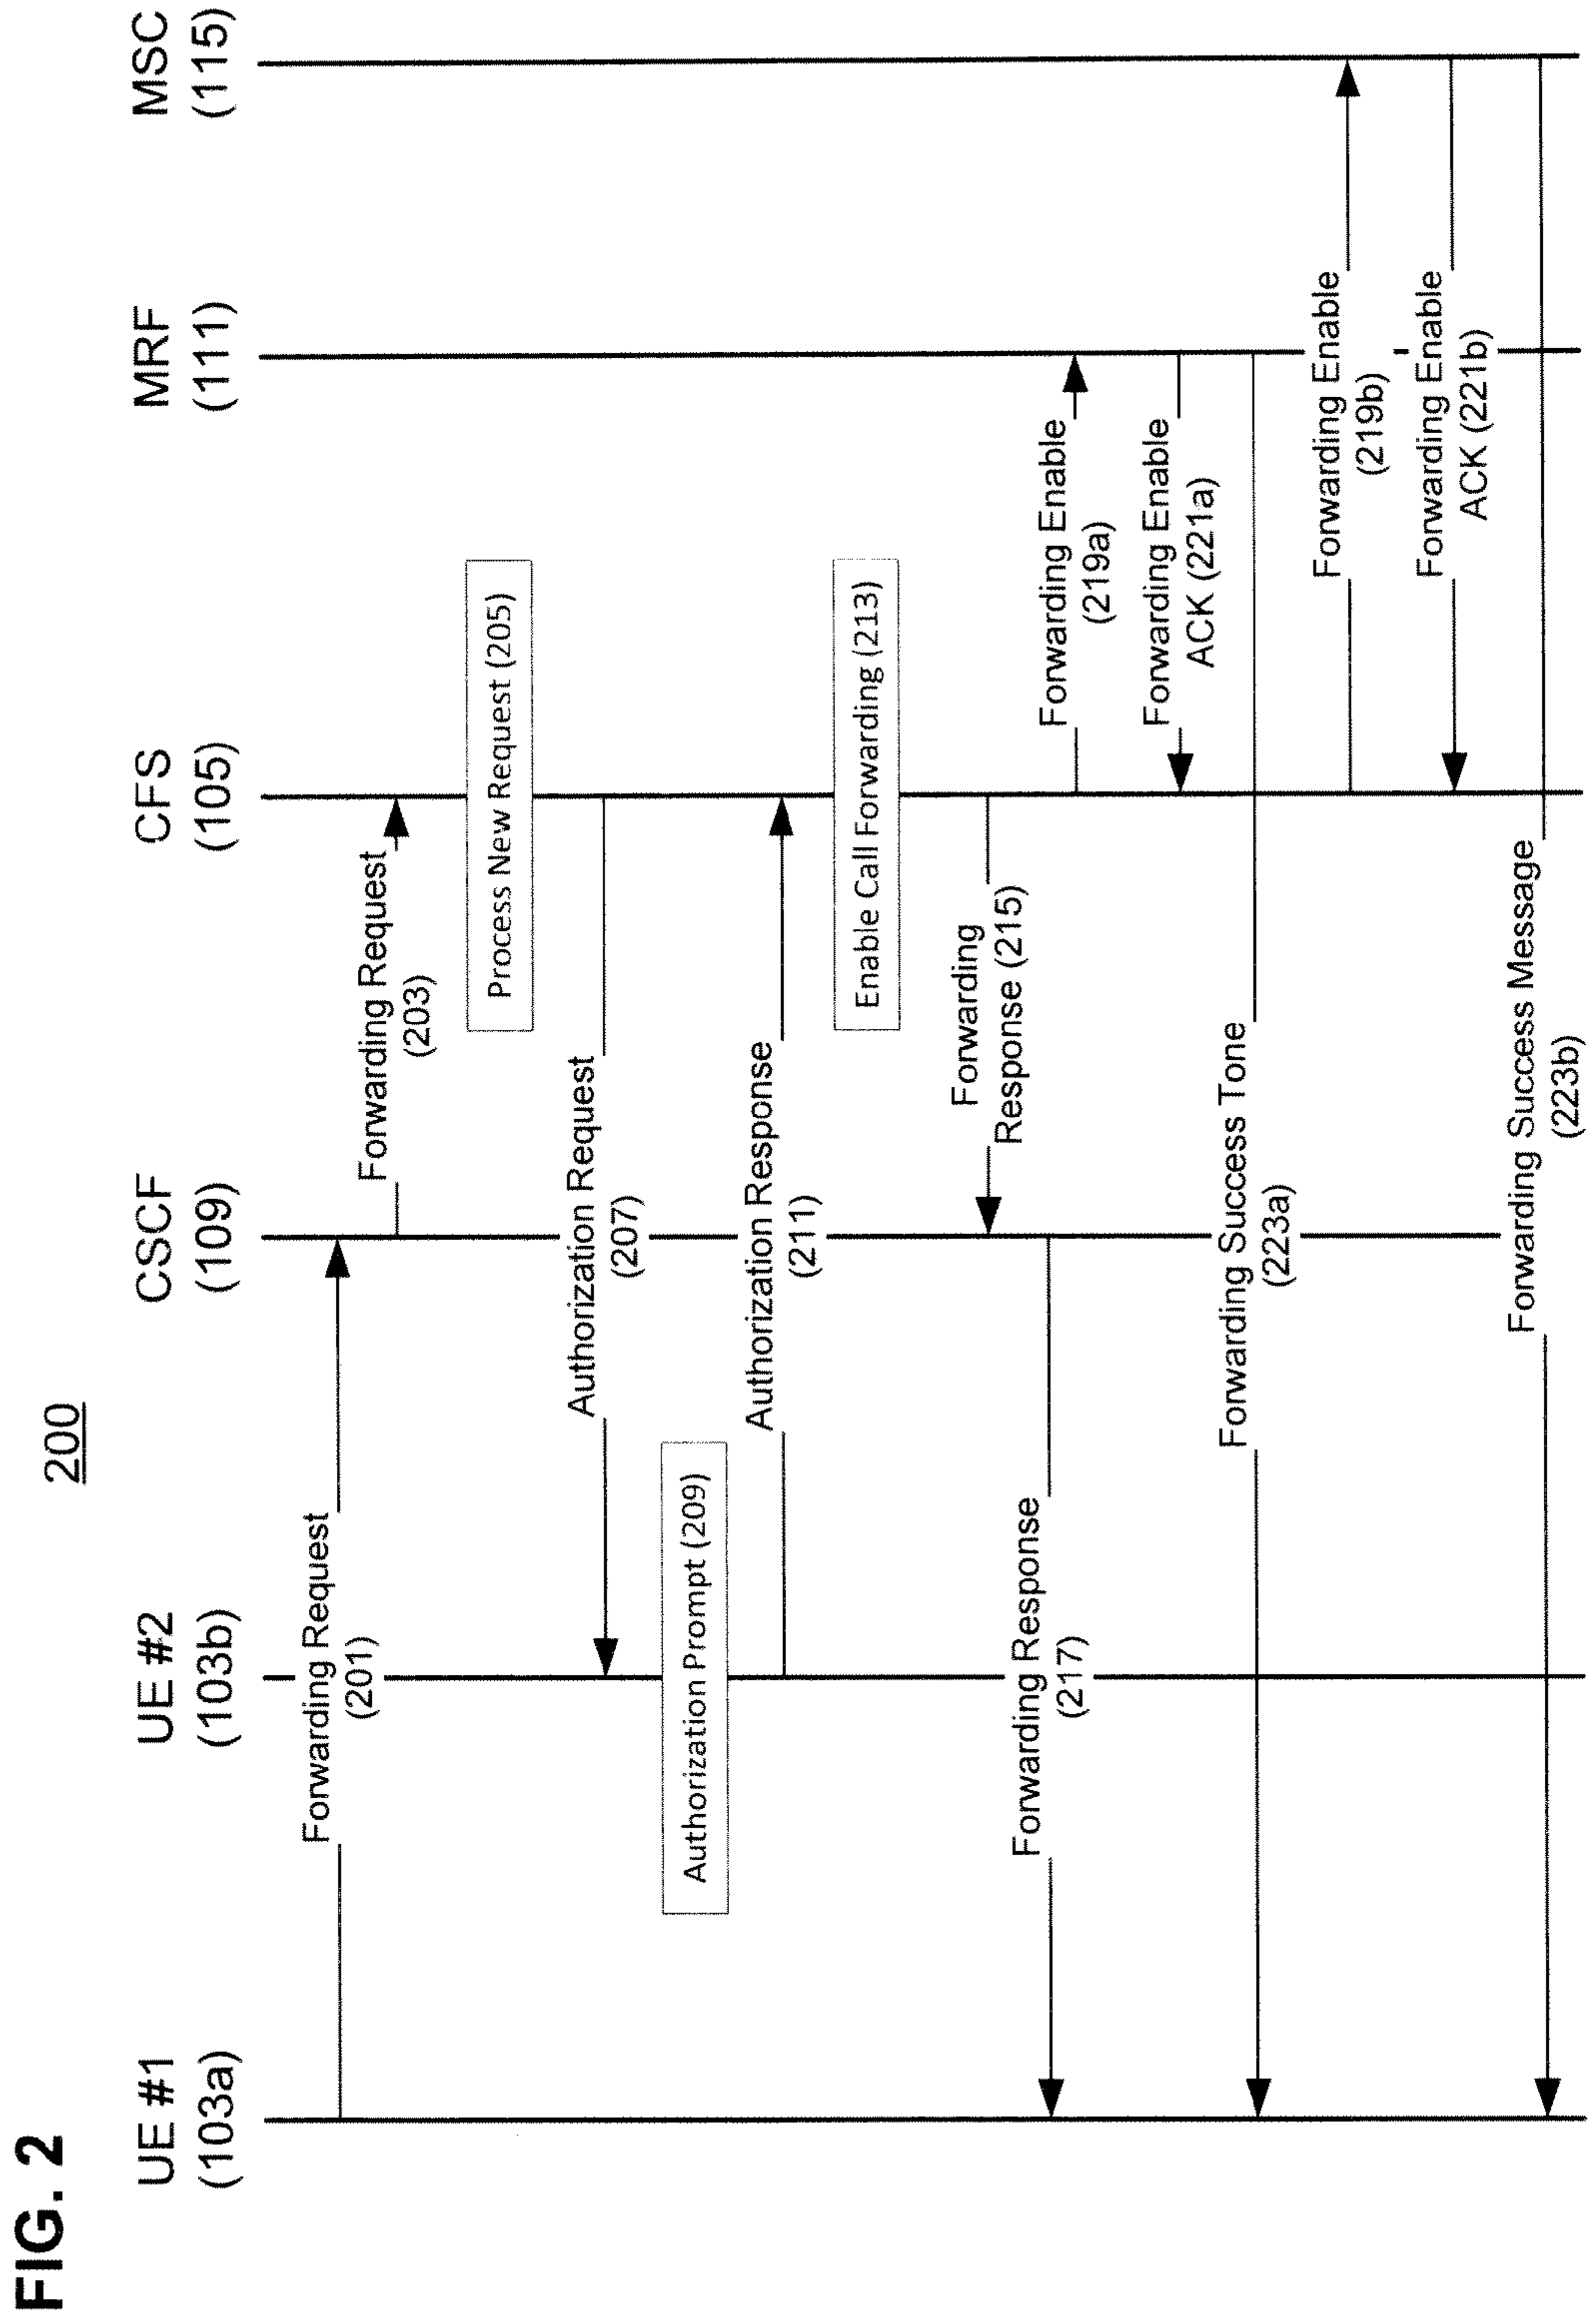 FIG. 2
200
UE #1
(103a)
UE #2
(103b)
CSCF
(109)
CFS
(105)
MRF
(111)
MSC
(115)
Forwarding Request
(201)
Forwarding Request
(203)
Process New Request (205)
Authorization Request
(207)
Authorization Prompt (209)
Authorization Response
(211)
Enable Call Forwarding (213)
Forwarding
Response (215)
Forwarding Response
(217)
Forwarding Enable
(219a)
Forwarding Enable
ACK (221a)
Forwarding Success Tone
(223a)
Forwarding Enable
(219b)
Forwarding Enable
ACK (221b)
Forwarding Success Message
(223b)